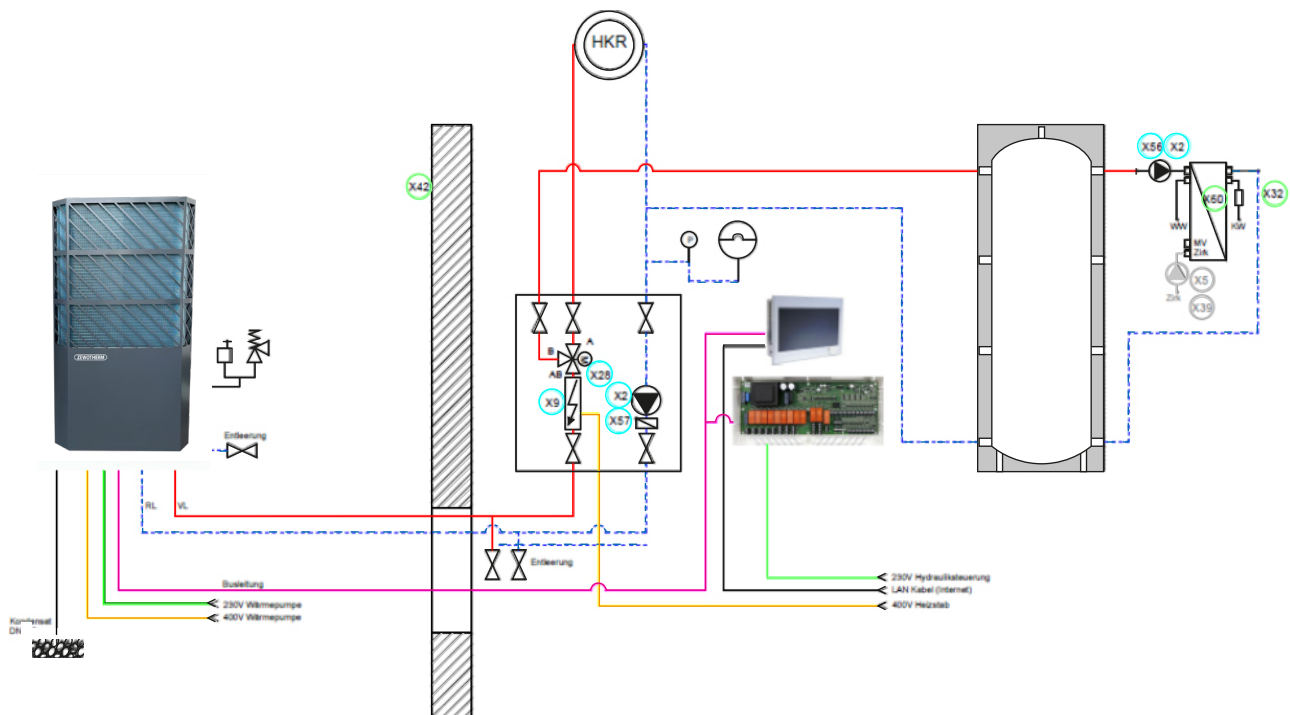 HKR
X56
X2
X42
X60
X32
WW
KW
MV
Zirk
X5
Zirk
X39
P
A
B
AB
X28
X9
X2
X57
ZEWOTHERM
Entleerung
RL
VL
Entleerung
Busleitung
230V Wärmepumpe
400V Wärmepumpe
230V Hydrauliksteuerung
LAN Kabel (Internet)
400V Heizstab
DN